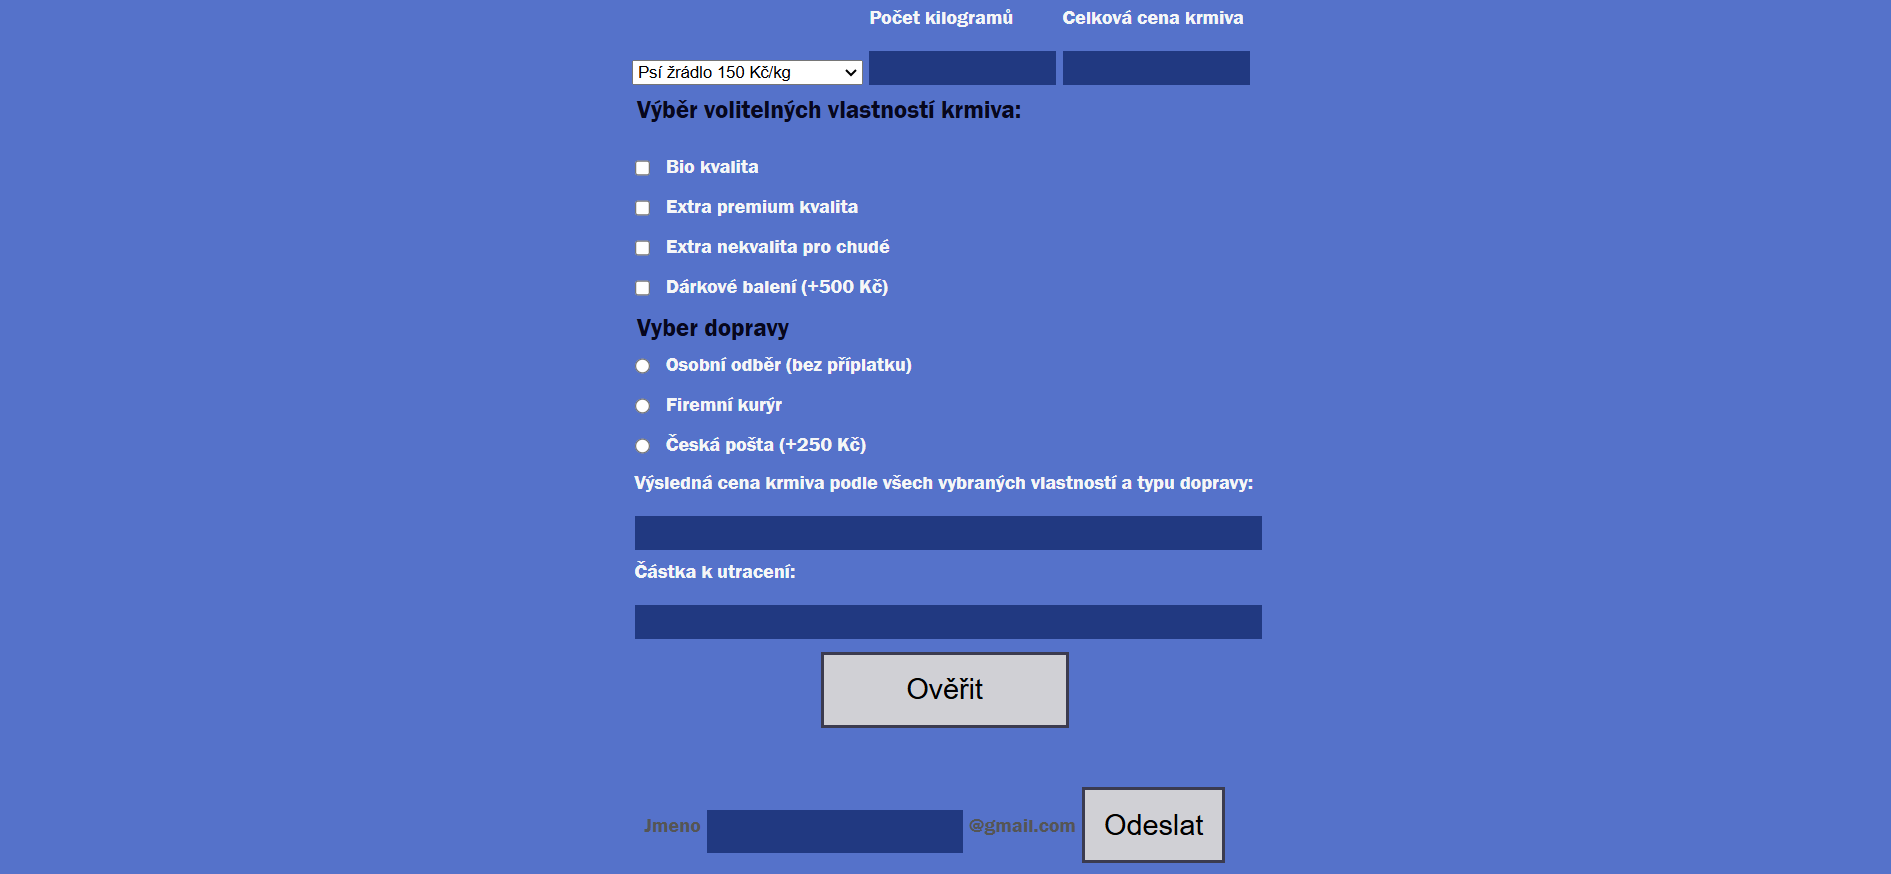 Počet kilogramů Celková cena krmiva
Psí žrádlo 150 Kč/kg
Výběr volitelných vlastností krmiva:
Bio kvalita
Extra premium kvalita
Extra nekvalita pro chudé
Dárkové balení (+500 Kč)
Vyber dopravy
Osobní odběr (bez příplatku)
Firemní kurýr
Česká pošta (+250 Kč)
Výsledná cena krmiva podle všech vybraných vlastností a typu dopravy:
Částka k utracení:
Ověřit
Jmeno @gmail.com Odeslat